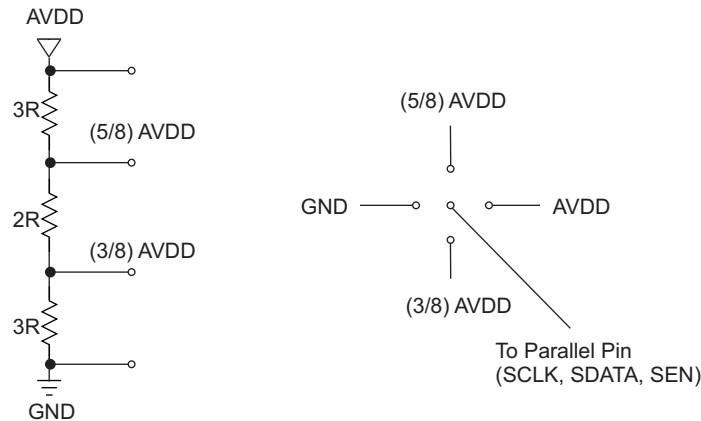 AVDD
3R
(5/8) AVDD
2R
(3/8) AVDD
3R
GND
(5/8) AVDD
GND
AVDD
(3/8) AVDD
To Parallel Pin
(SCLK, SDATA, SEN)